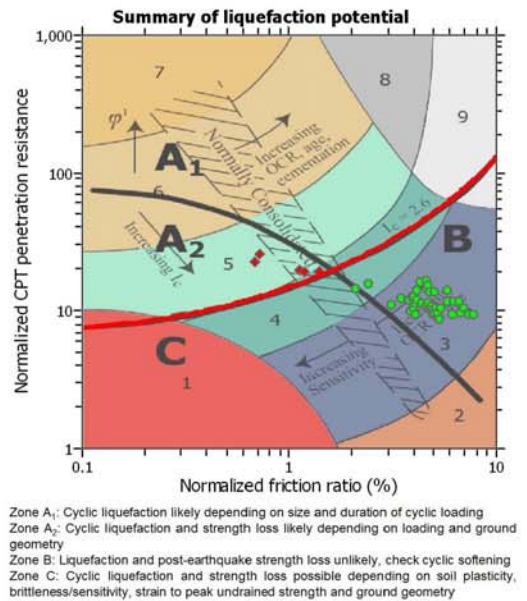 Summary of liquefaction potential
1,000
100
10
1
Normalized CPT penetration resistance
7
8
9
φ'
A1
Normally Consolidated
Increasing
OCR, age,
cementation
6
A2
Increasing Ic
5
Ic = 2.6
B
4
C
1
Increasing
Sensitivity
OCR
3
2
0.1
1
10
Normalized friction ratio (%)
Zone A1: Cyclic liquefaction likely depending on size and duration of cyclic loading
Zone A2: Cyclic liquefaction and strength loss likely depending on loading and ground
geometry
Zone B: Liquefaction and post-earthquake strength loss unlikely, check cyclic softening
Zone C: Cyclic liquefaction and strength loss possible depending on soil plasticity,
brittleness/sensitivity, strain to peak undrained strength and ground geometry